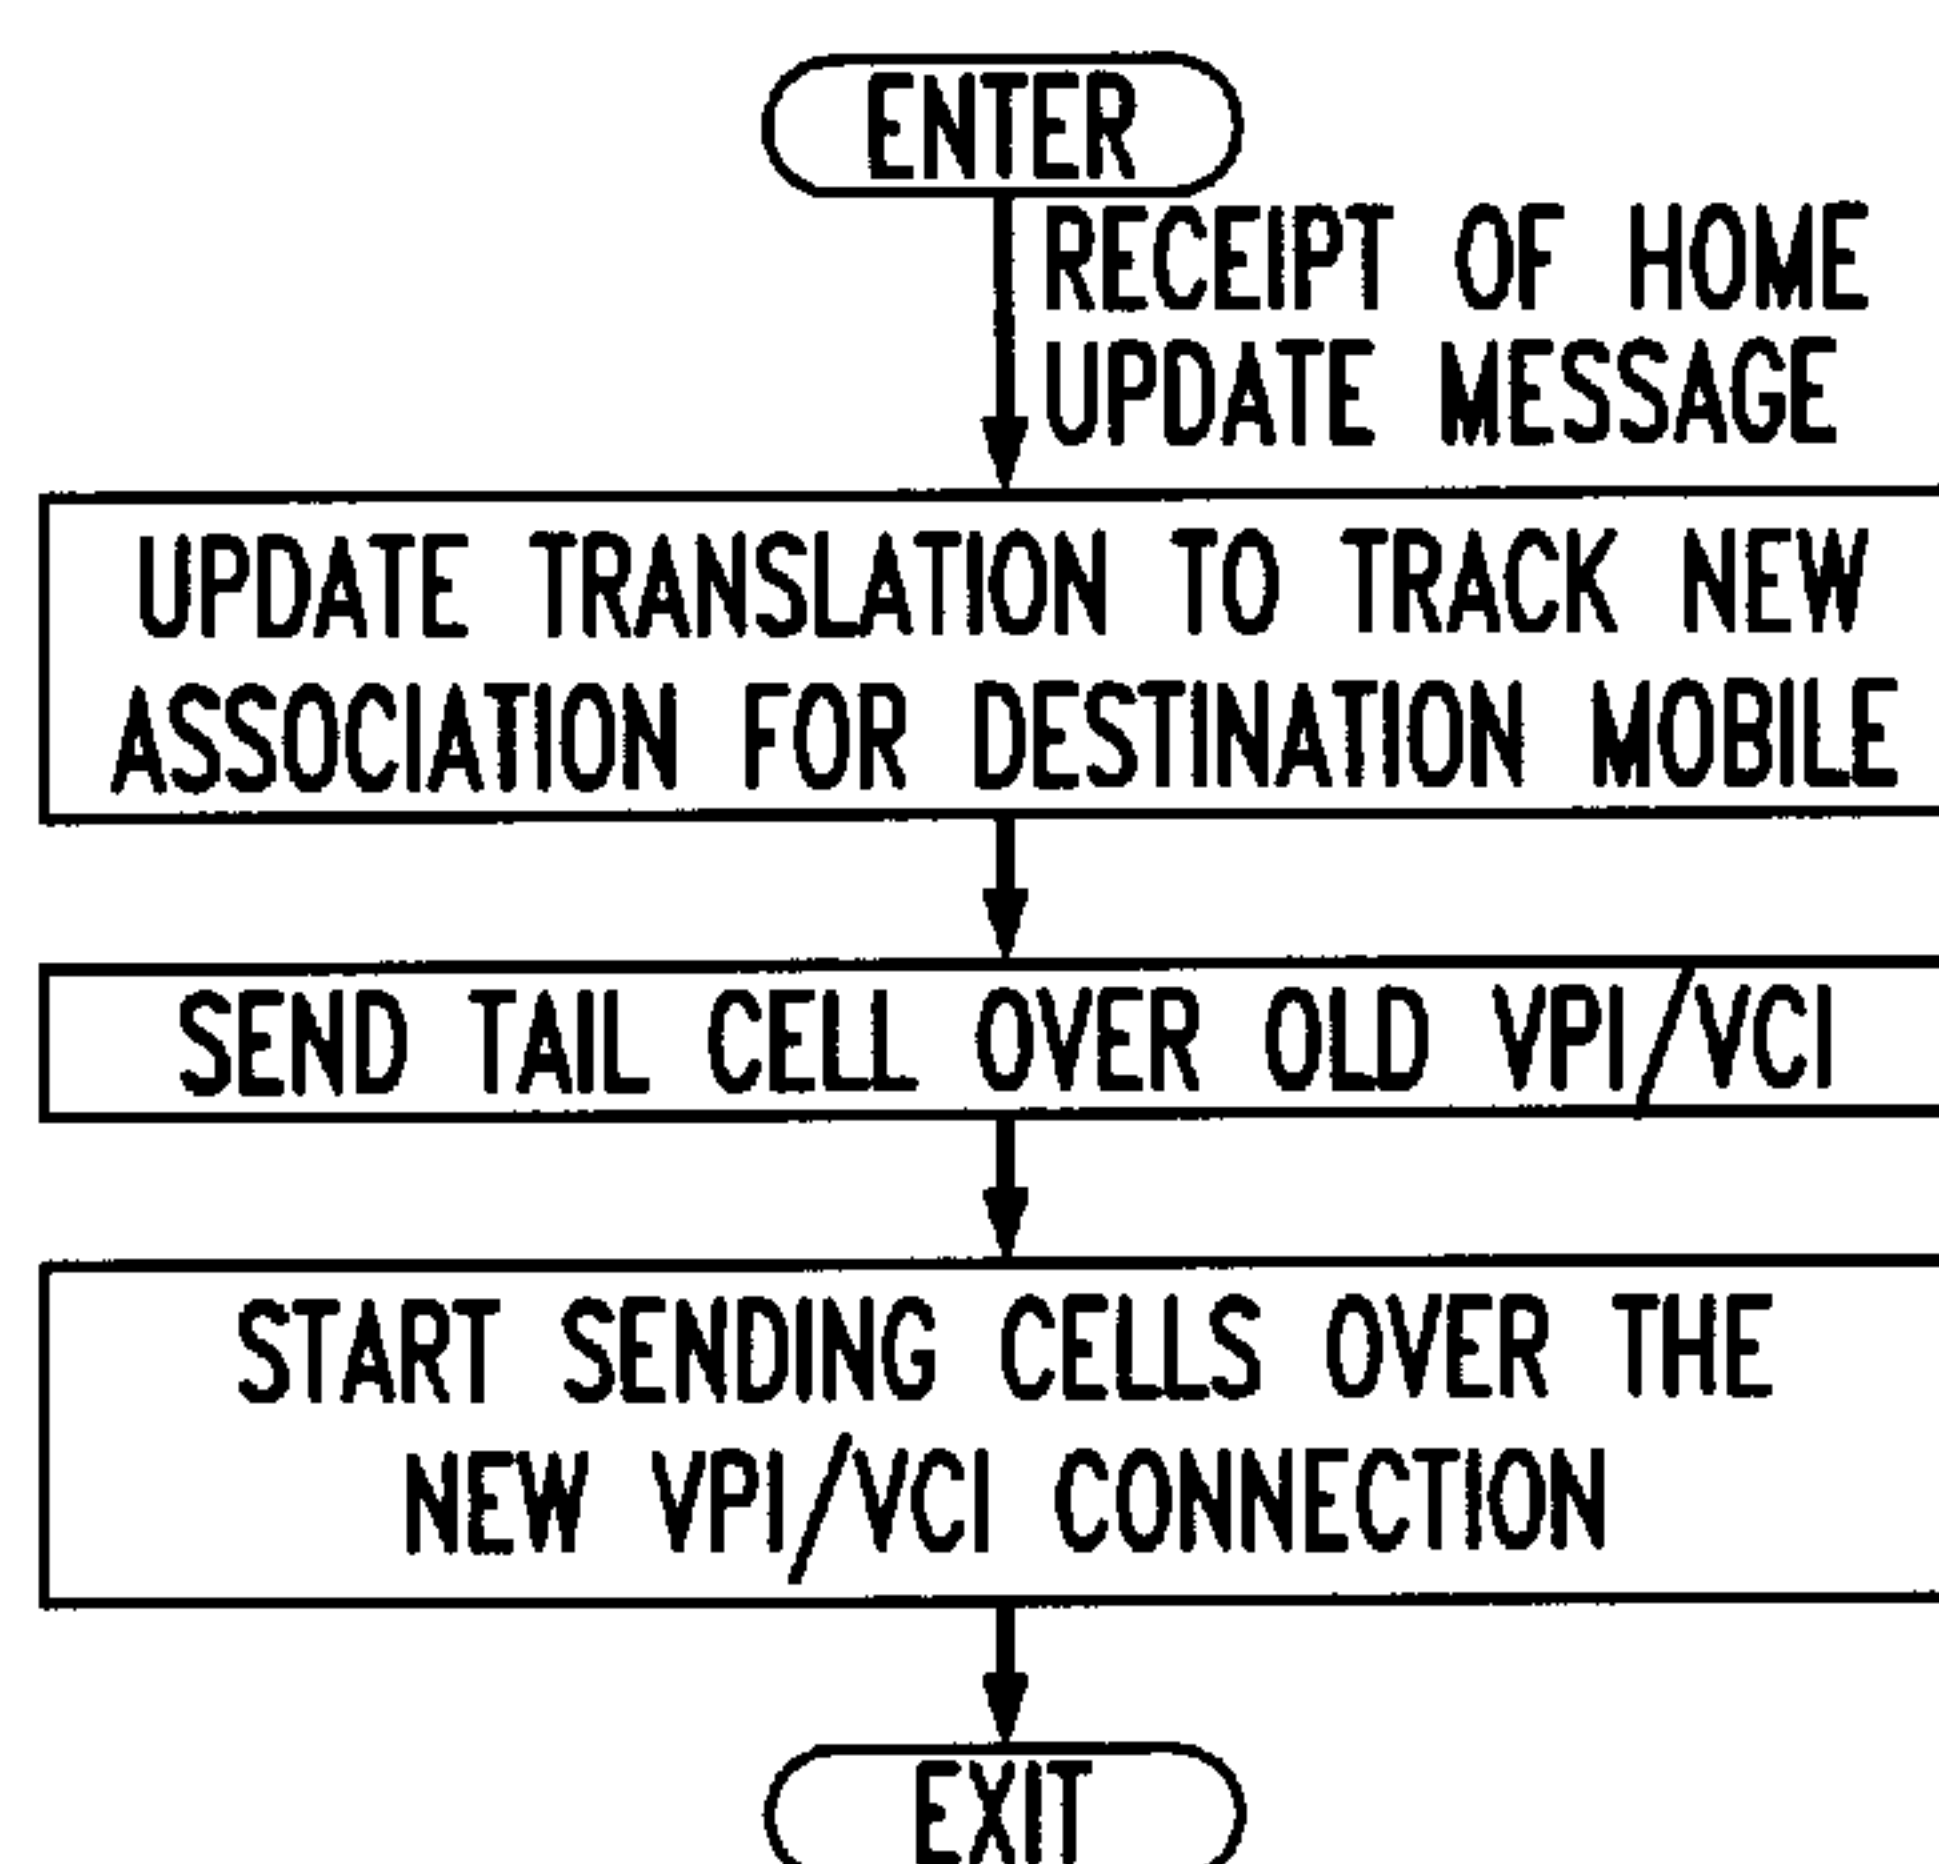 ENTER
RECEIPT OF HOME
UPDATE MESSAGE
UPDATE TRANSLATION TO TRACK NEW
ASSOCIATION FOR DESTINATION MOBILE
SEND TAIL CELL OVER OLD VPI/VCI
START SENDING CELLS OVER THE
NEW VPI/VCI CONNECTION
EXIT